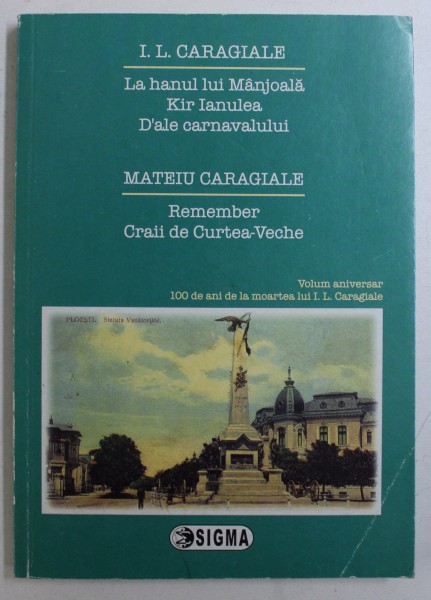 I. L. CARAGIALE
La hanul lui Mânjoală
Kir Ianulea
D'ale carnavalului
MATEIU CARAGIALE
Remember
Craii de Curtea-Veche
Volum aniversar
100 de ani de la moartea lui I. L. Caragiale
PLOEȘTI. Statuia Vânătorilor.
SIGMA